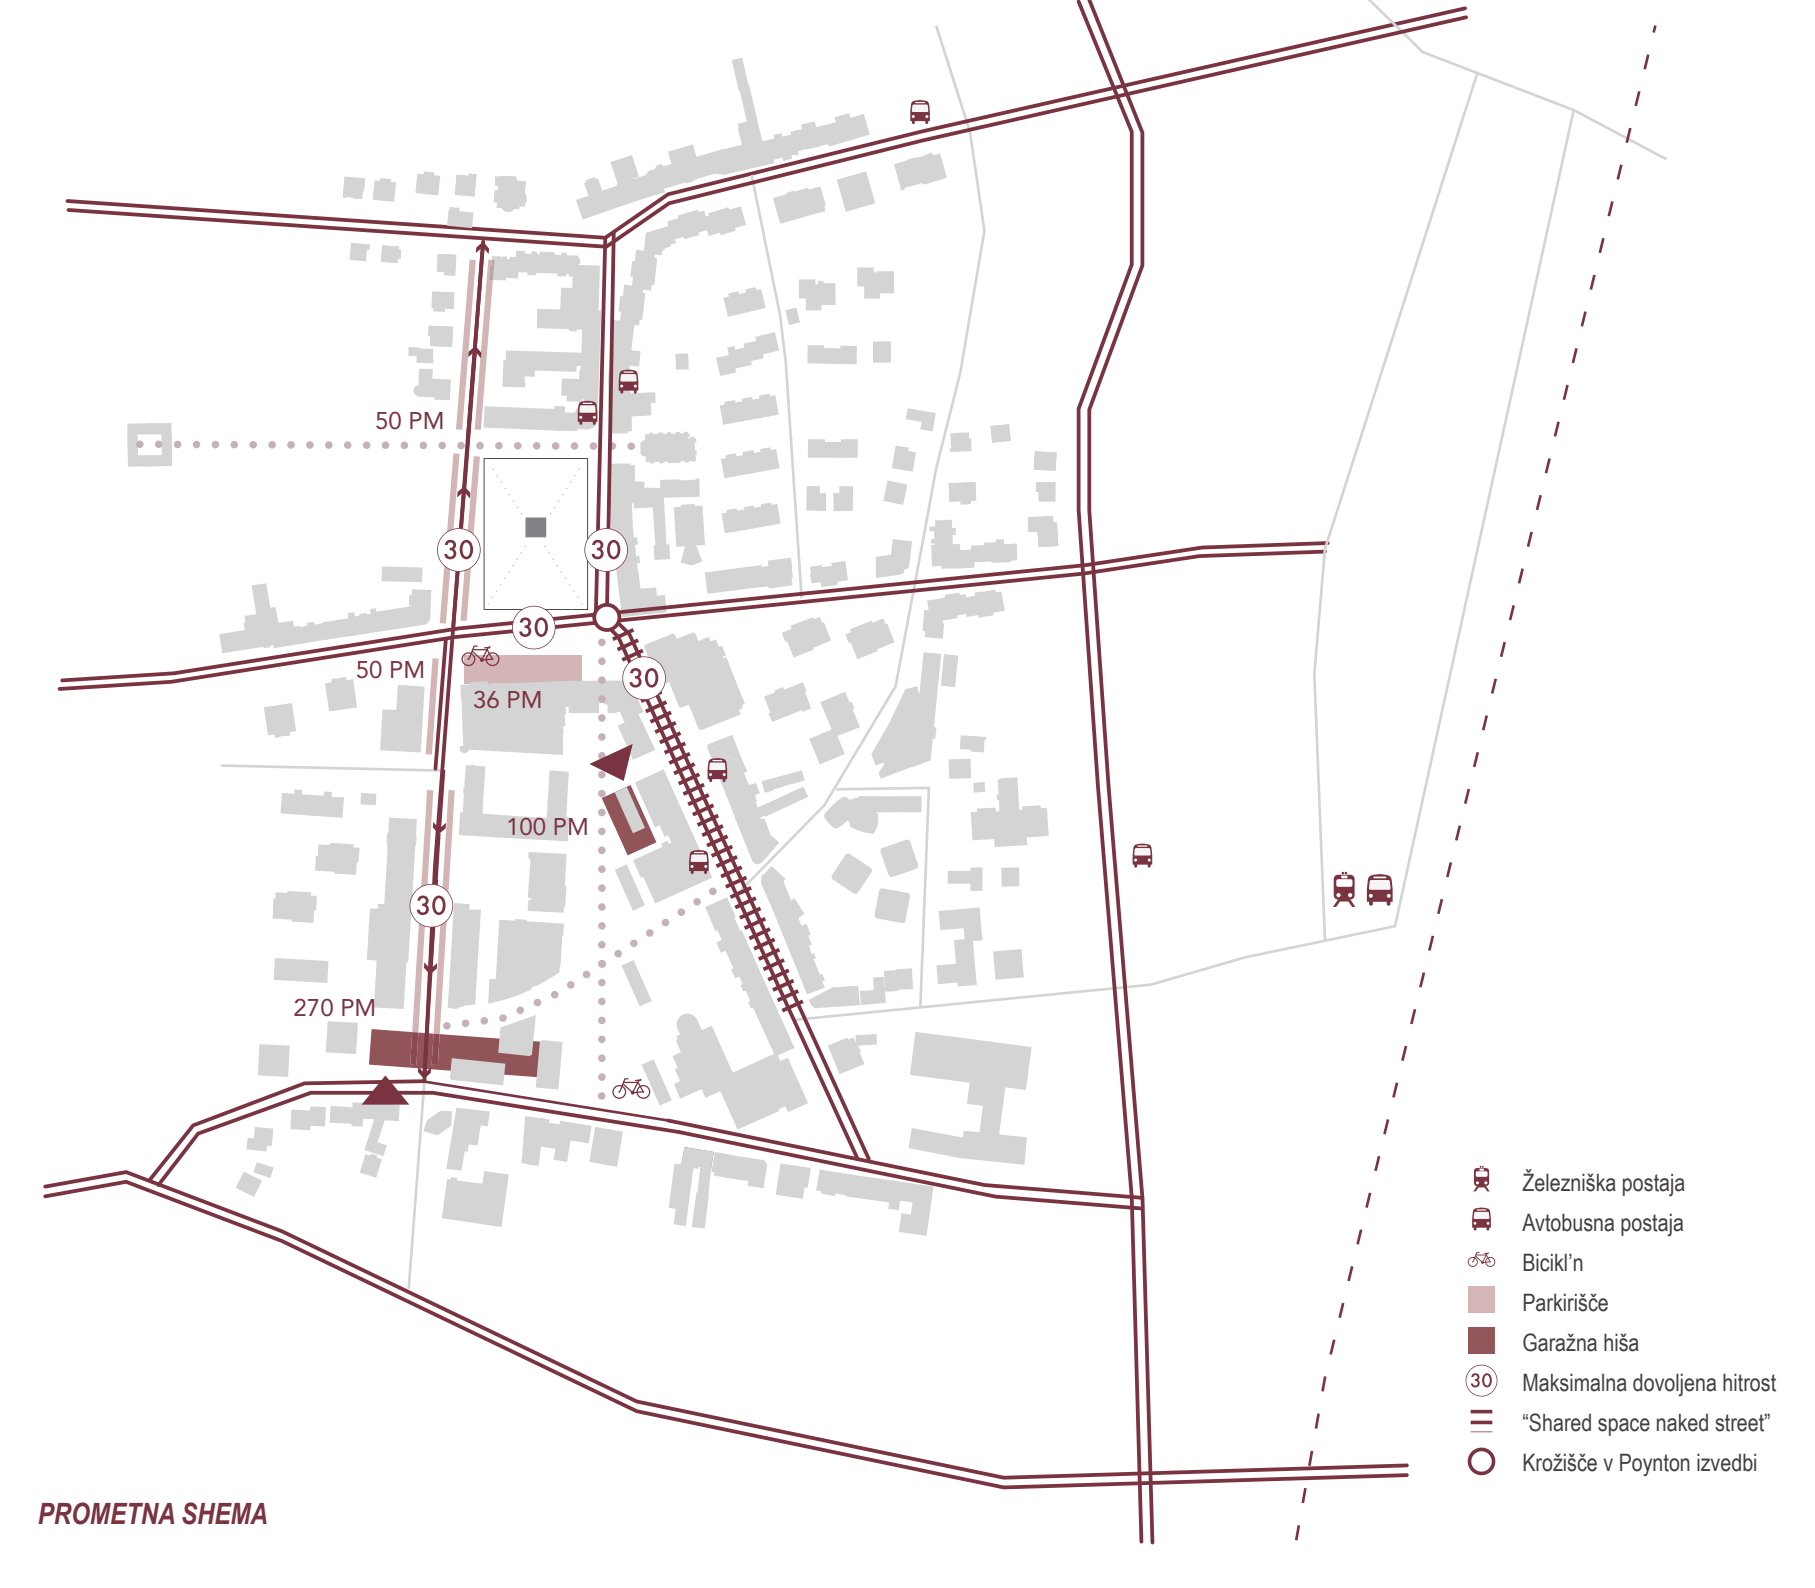 50 PM
30
30
30
50 PM
36 PM
30
100 PM
30
270 PM
Železniška postaja
Avtobusna postaja
Bicikl’n
Parkirišče
Garažna hiša
30 Maksimalna dovoljena hitrost
“Shared space naked street”
Krožišče v Poynton izvedbi
PROMETNA SHEMA